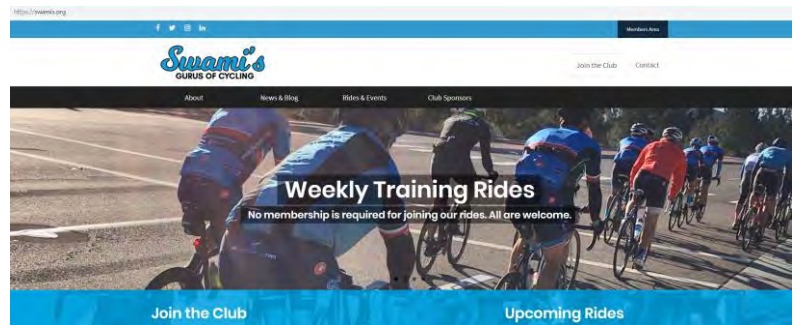 https://swamis.org
Members Area
Swami's
GURUS OF CYCLING
Join the Club
Contact
About
News & Blog
Rides & Events
Club Sponsors
Weekly Training Rides
No membership is required for joining our rides. All are welcome.
Join the Club
Upcoming Rides